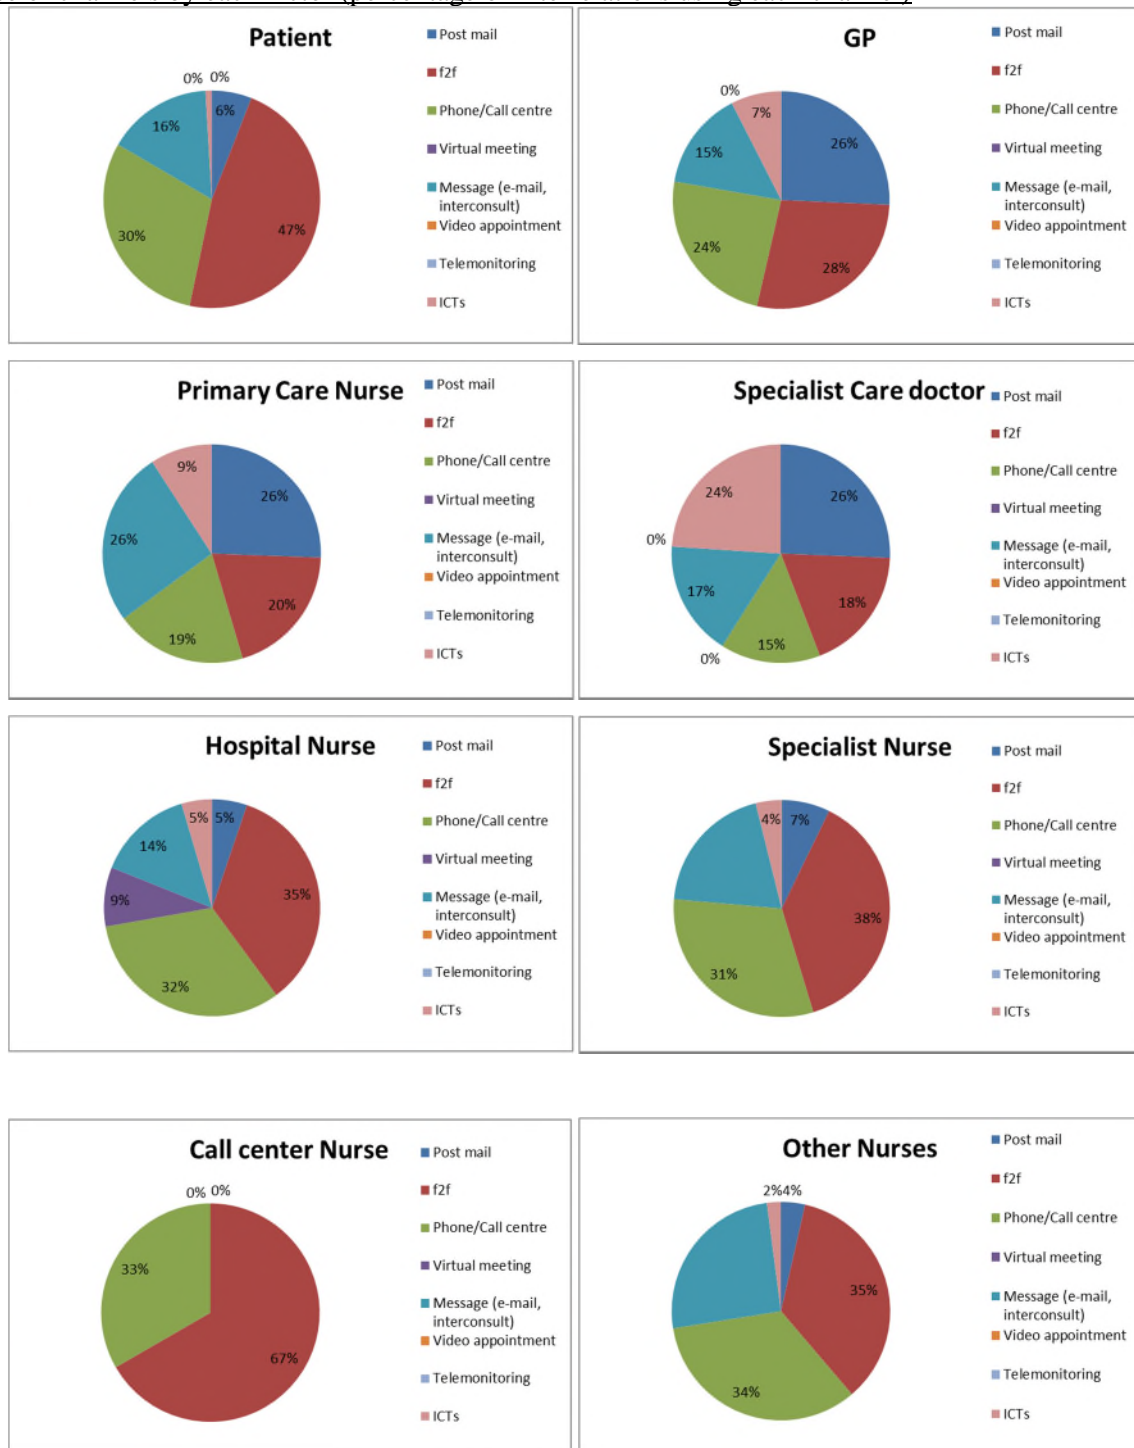 Patient
Post mail
f2f
Phone/Call centre
Virtual meeting
Message (e-mail,
interconsult)
Video appointment
Telemonitoring
ICTs
0% 0%
6%
16%
47%
30%
GP
Post mail
f2f
Phone/Call centre
Virtual meeting
Message (e-mail,
interconsult)
Video appointment
Telemonitoring
ICTs
0%
7%
26%
15%
24%
28%
Primary Care Nurse
Post mail
f2f
Phone/Call centre
Virtual meeting
Message (e-mail,
interconsult)
Video appointment
Telemonitoring
ICTs
9%
26%
26%
20%
19%
Specialist Care doctor
Post mail
f2f
Phone/Call centre
Virtual meeting
Message (e-mail,
interconsult)
Video appointment
Telemonitoring
ICTs
24%
26%
0%
17%
18%
15%
0%
Hospital Nurse
Post mail
f2f
Phone/Call centre
Virtual meeting
Message (e-mail,
interconsult)
Video appointment
Telemonitoring
ICTs
5% 5%
14%
35%
9%
32%
Specialist Nurse
Post mail
f2f
Phone/Call centre
Virtual meeting
Message (e-mail,
interconsult)
Video appointment
Telemonitoring
ICTs
4% 7%
38%
31%
Call center Nurse
Post mail
f2f
Phone/Call centre
Virtual meeting
Message (e-mail,
interconsult)
Video appointment
Telemonitoring
ICTs
0% 0%
33%
67%
Other Nurses
Post mail
f2f
Phone/Call centre
Virtual meeting
Message (e-mail,
interconsult)
Video appointment
Telemonitoring
ICTs
2%4%
35%
34%